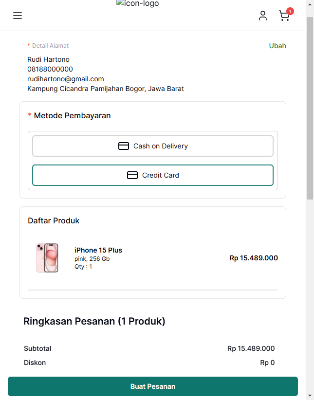 icon-logo
1
* Detail Alamat
Ubah
Rudi Hartono
08188000000
rudihartono@gmail.com
Kampung Cicandra Pamijahan Bogor, Jawa Barat
* Metode Pembayaran
Cash on Delivery
Credit Card
Daftar Produk
iPhone 15 Plus
pink, 256 Gb
Qty : 1
Rp 15.489.000
Ringkasan Pesanan (1 Produk)
Subtotal Rp 15.489.000
Diskon Rp 0
Buat Pesanan